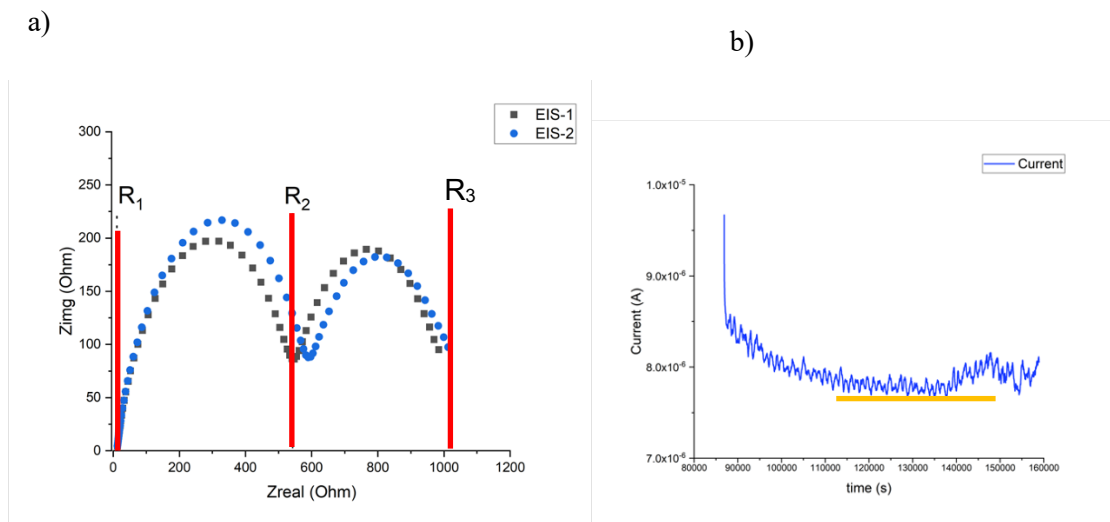 a)
b)
EIS-1
EIS-2
300
250
200
150
100
50
0
Zimg (Ohm)
R₁
R₂
R₃
0 200 400 600 800 1000 1200
Zreal (Ohm)
Current
1.0x10⁻⁵
9.0x10⁻⁶
8.0x10⁻⁶
7.0x10⁻⁶
Current (A)
80000 90000 100000 110000 120000 130000 140000 150000 160000
time (s)